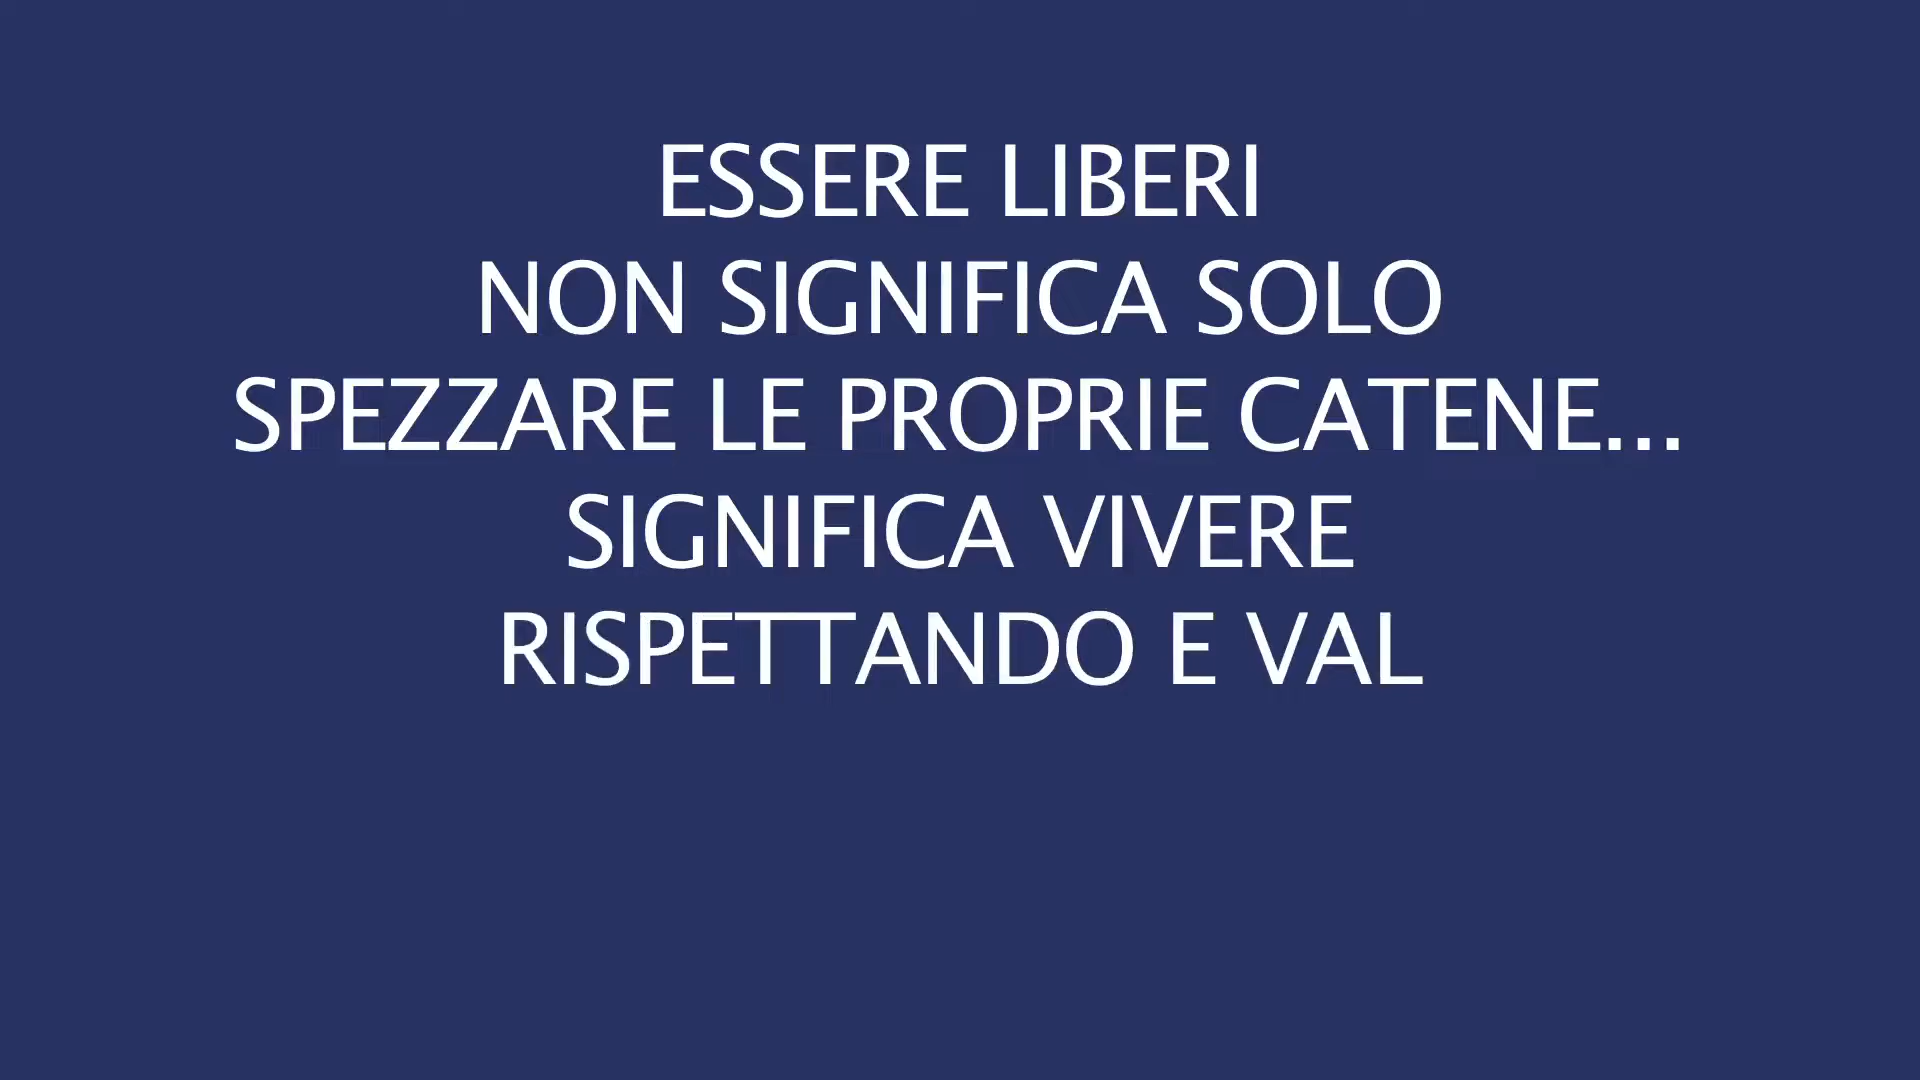 ESSERE LIBERI
NON SIGNIFICA SOLO
SPEZZARE LE PROPRIE CATENE...
SIGNIFICA VIVERE
RISPETTANDO E VAL